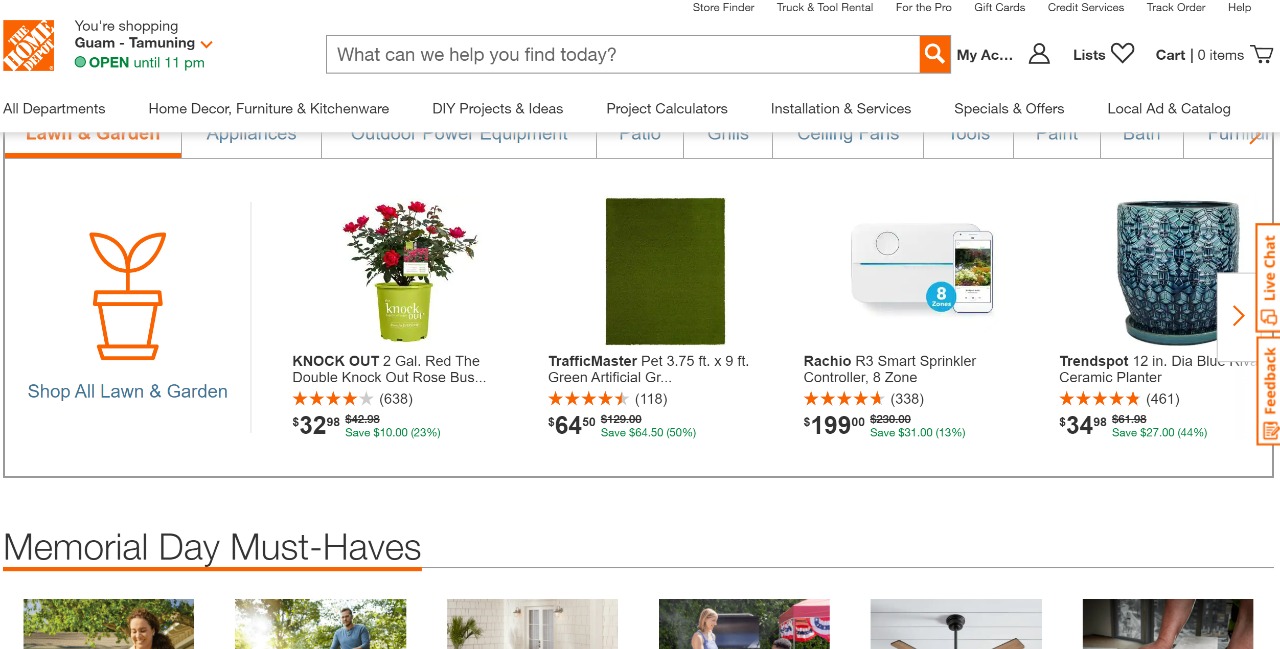 Store Finder Truck & Tool Rental For the Pro Gift Cards Credit Services Track Order Help
THE HOME DEPOT
You're shopping
Guam - Tamuning
OPEN until 11 pm
What can we help you find today?
My Ac...
Lists
Cart | 0 items
All Departments Home Decor, Furniture & Kitchenware DIY Projects & Ideas Project Calculators Installation & Services Specials & Offers Local Ad & Catalog
Lawn & Garden Appliances Outdoor Power Equipment Patio Grills Ceiling Fans Tools Paint Bath
Shop All Lawn & Garden
knock OUT
KNOCK OUT 2 Gal. Red The
Double Knock Out Rose Bus...
(638)
$32 98 $42.98
Save $10.00 (23%)
TrafficMaster Pet 3.75 ft. x 9 ft.
Green Artificial Gr...
(118)
$64 50 $129.00
Save $64.50 (50%)
8
Zones
Rachio R3 Smart Sprinkler
Controller, 8 Zone
(338)
$199 00 $230.00
Save $31.00 (13%)
Trendspot 12 in. Dia Blue
Ceramic Planter
(461)
$34 98 $61.98
Save $27.00 (44%)
Live Chat
Feedback
Memorial Day Must-Haves